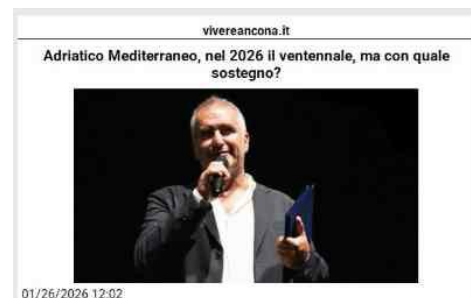 vivereancona.it
Adriatico Mediterraneo, nel 2026 il ventennale, ma con quale
sostegno?
01/26/2026 12:02